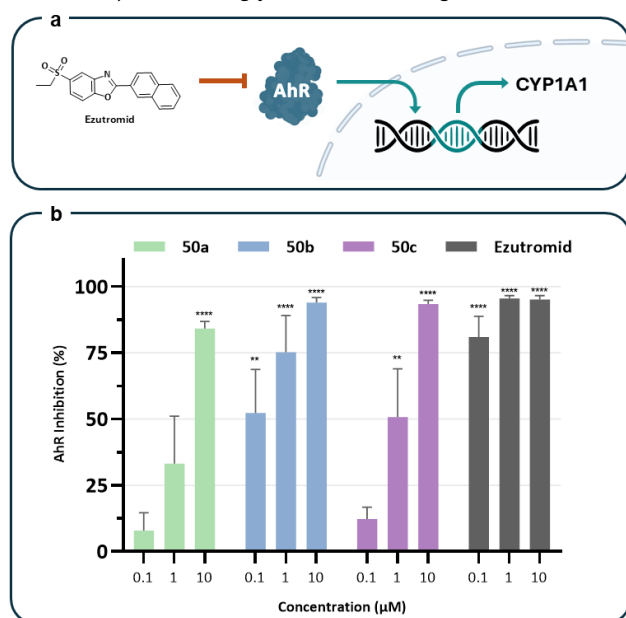 a
O
O
S
N
O
Ezutromid
AhR
CYP1A1
b
50a 50b 50c Ezutromid
AhR Inhibition (%)
100
75
50
25
0
****
**
****
****
**
****
****
****
****
0.1 1 10 0.1 1 10 0.1 1 10 0.1 1 10
Concentration (µM)